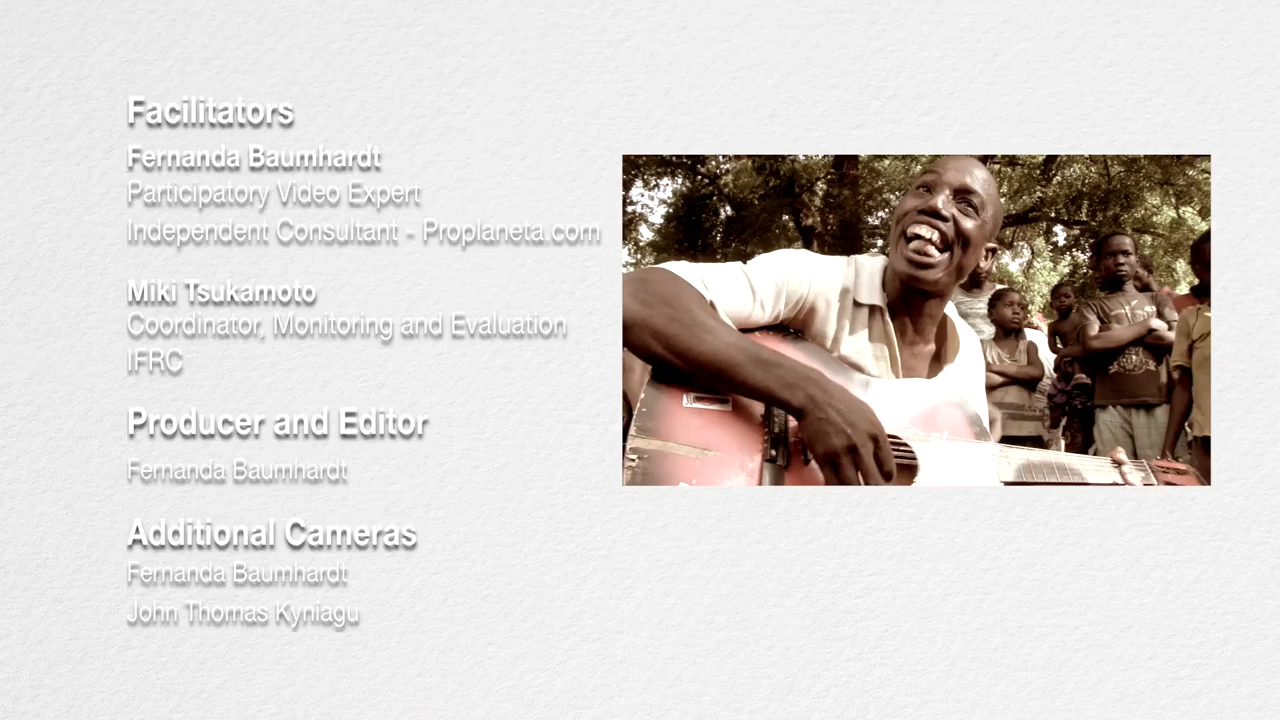 Facilitators
Fernanda Baumhardt
Participatory Video Expert
Independent Consultant - Proplaneta.com
Miki Tsukamoto
Coordinator, Monitoring and Evaluation
IFRC
Producer and Editor
Fernanda Baumhardt
Additional Cameras
Fernanda Baumhardt
John Thomas Kyniagu